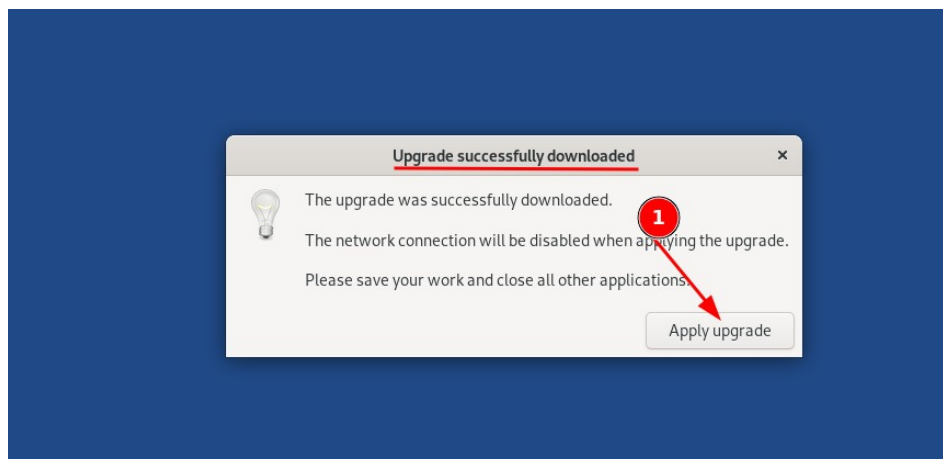 Upgrade successfully downloaded
The upgrade was successfully downloaded.
1
The network connection will be disabled when applying the upgrade.
Please save your work and close all other applications.
Apply upgrade